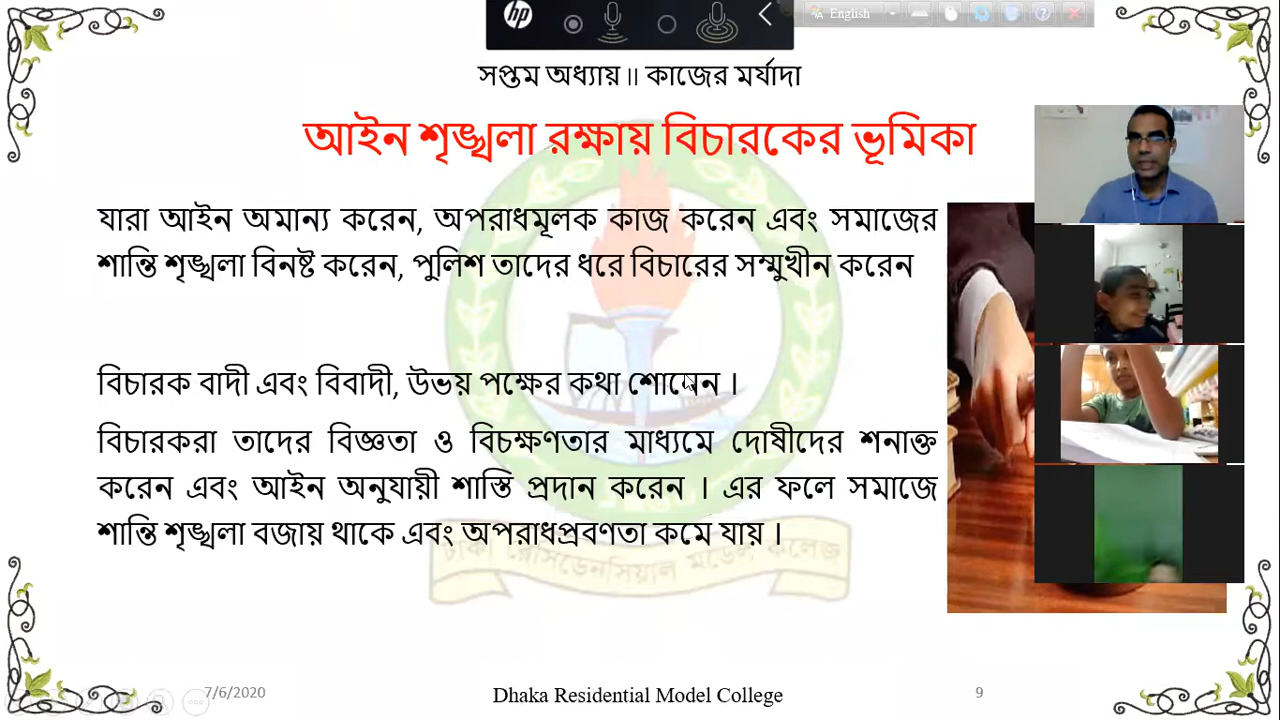 English
সপ্তম অধ্যায়॥ কাজের মর্যাদা
আইন শৃঙ্খলা রক্ষায় বিচারকের ভূমিকা
যারা আইন অমান্য করেন, অপরাধমূলক কাজ করেন এবং সমাজের
শান্তি শৃঙ্খলা বিনষ্ট করেন, পুলিশ তাদের ধরে বিচারের সম্মুখীন করেন
বিচারক বাদী এবং বিবাদী, উভয় পক্ষের কথা শোনেন ।
বিচারকরা তাদের বিজ্ঞতা ও বিচক্ষণতার মাধ্যমে দোষীদের শনাক্ত
করেন এবং আইন অনুযায়ী শাস্তি প্রদান করেন । এর ফলে সমাজে
শান্তি শৃঙ্খলা বজায় থাকে এবং অপরাধপ্রবণতা কমে যায় ।
ঢাকা রেসিডেনসিয়াল মডেল কলেজ
7/6/2020
Dhaka Residential Model College
9